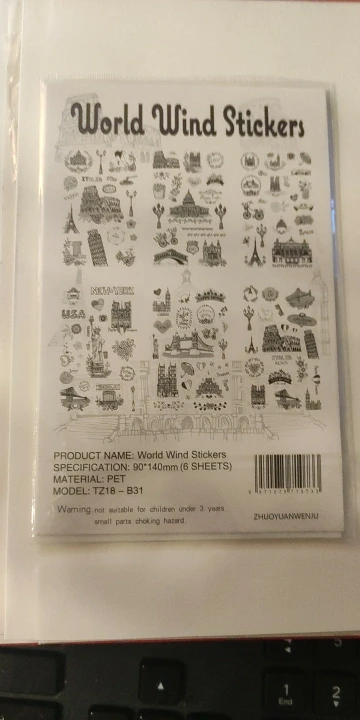 World Wind Stickers
NEW-YORK
USA
PRODUCT NAME: World Wind Stickers
SPECIFICATION: 90*140mm (6 SHEETS)
MATERIAL: PET
MODEL: TZ18 – B31
Warning: not suitable for children under 3 years
small parts choking hazard.
ZHUOYUANWENJU
1
End
2